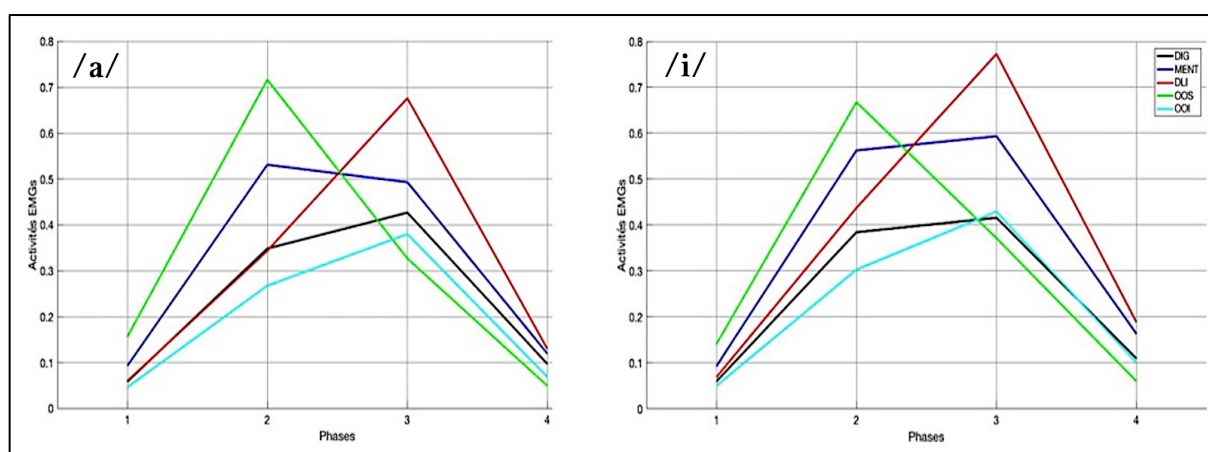 /a/
0.8
0.7
0.6
0.5
0.4
0.3
0.2
0.1
0
Activités EMGs
1 2 3 4
Phases
/i/
0.8
0.7
0.6
0.5
0.4
0.3
0.2
0.1
0
Activités EMGs
1 2 3 4
Phases
DIG
MENT
DLI
OOS
OOI